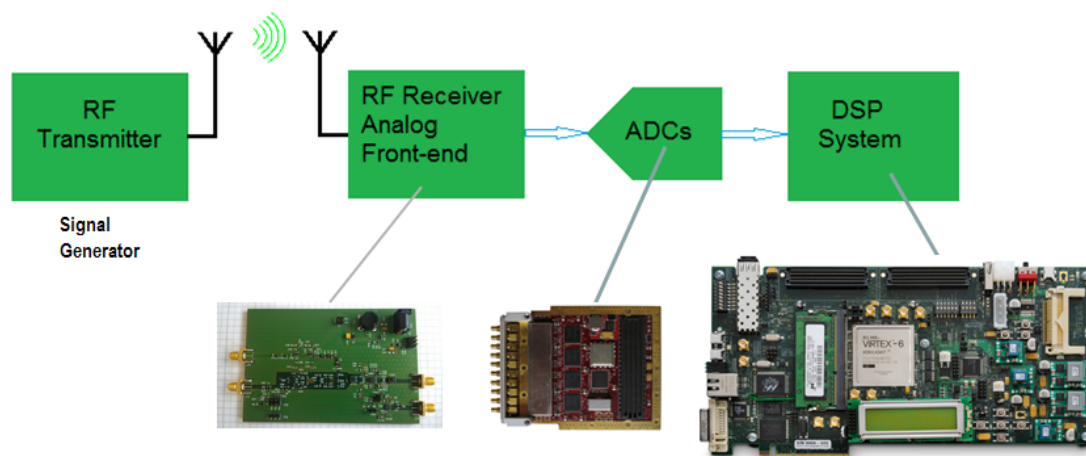 RF
Transmitter
RF Receiver
Analog
Front-end
ADCs
DSP
System
Signal
Generator
VIRTEX-6